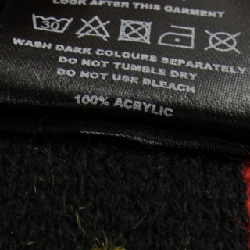 LOOK AFTER THIS GARMENT
30
WASH DARK COLOURS SEPARATELY
DO NOT TUMBLE DRY
DO NOT USE BLEACH
100% ACRYLIC